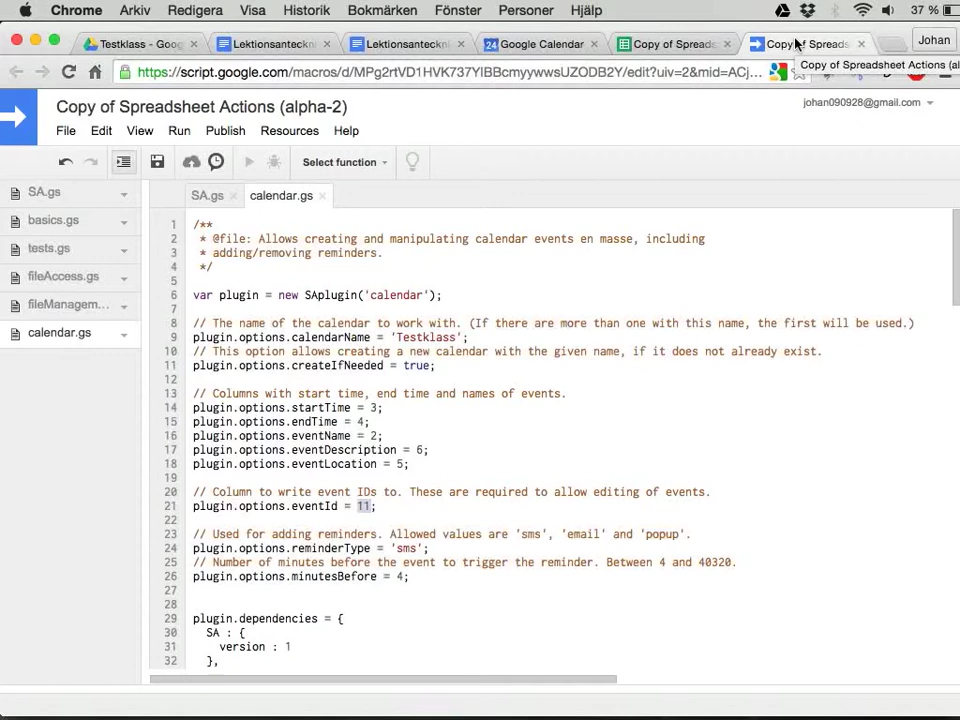 Chrome Arkiv Redigera Visa Historik Bokmärken Fönster Personer Hjälp 37 %
Testklass - Goog
Lektionsanteckni
Lektionsanteckni
24 Google Calendar
Copy of Spreads
Copy of Spreads
Johan
https://script.google.com/macros/d/MPg2rtVD1HVK737YIBByywwsUZODB2Y/edit?uiv=2&mid=ACj...
Copy of Spreadsheet Actions (al
Copy of Spreadsheet Actions (alpha-2)
johan090928@gmail.com
File Edit View Run Publish Resources Help
Select function
SA.gs
basics.gs
tests.gs
fileAccess.gs
fileManagem...
calendar.gs
SA.gs calendar.gs
1 /**
2 * @file: Allows creating and manipulating calendar events en masse, including
3 * adding/removing reminders.
4 */
5
6 var plugin = new SAplugin('calendar');
7
8 // The name of the calendar to work with. (If there are more than one with this name, the first will be used.)
9 plugin.options.calendarName = 'Testklass';
10 // This option allows creating a new calendar with the given name, if it does not already exist.
11 plugin.options.createIfNeeded = true;
12
13 // Columns with start time, end time and names of events.
14 plugin.options.startTime = 3;
15 plugin.options.endTime = 4;
16 plugin.options.eventName = 2;
17 plugin.options.eventDescription = 6;
18 plugin.options.eventLocation = 5;
19
20 // Column to write event IDs to. These are required to allow editing of events.
21 plugin.options.eventId = 11;
22
23 // Used for adding reminders. Allowed values are 'sms', 'email' and 'popup'.
24 plugin.options.reminderType = 'sms';
25 // Number of minutes before the event to trigger the reminder. Between 4 and 40320.
26 plugin.options.minutesBefore = 4;
27
28
29 plugin.dependencies = {
30 SA : {
31 version : 1
32 },